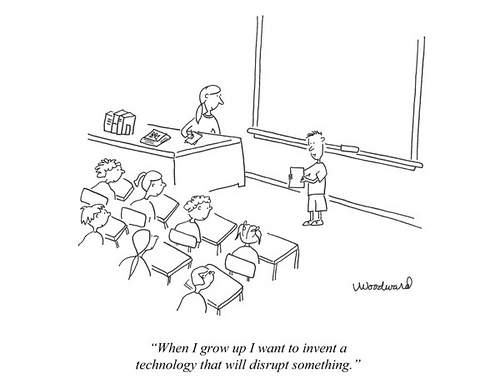 Woodward
“When I grow up I want to invent a
technology that will disrupt something.”